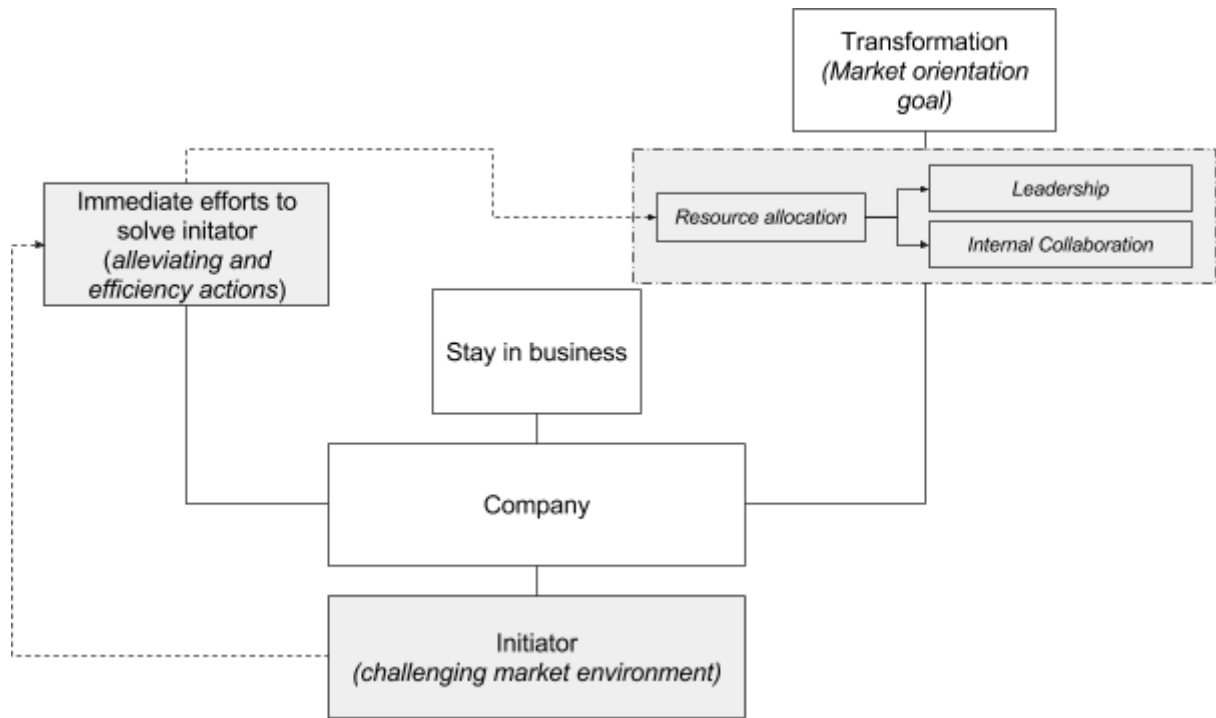 Transformation
(Market orientation
goal)
Immediate efforts to
solve initator
(alleviating and
efficiency actions)
Resource allocation
Leadership
Internal Collaboration
Stay in business
Company
Initiator
(challenging market environment)